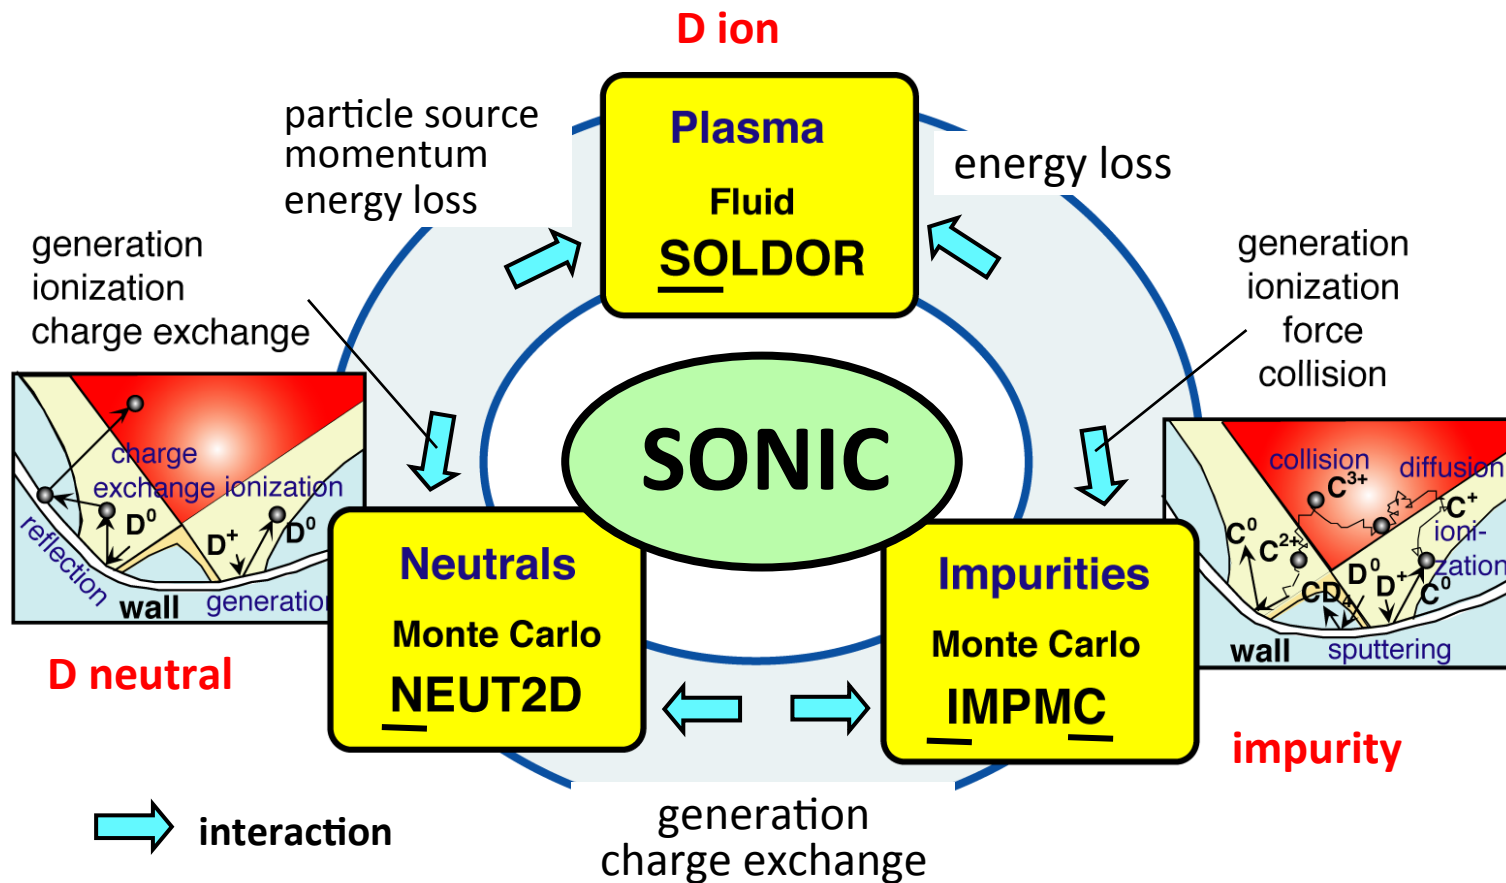 D ion
particle source
momentum
energy loss
Plasma
Fluid
SOLDOR
energy loss
generation
ionization
charge exchange
generation
ionization
force
collision
SONIC
charge
exchange
ionization
D0
D+
D0
reflection
wall
generation
collision
diffusion
C3+
C+
C0
C2+
ioni-
zation
D0
CD4
D+
C0
wall
sputtering
Neutrals
Monte Carlo
NEUT2D
Impurities
Monte Carlo
IMPMC
D neutral
impurity
interaction
generation
charge exchange